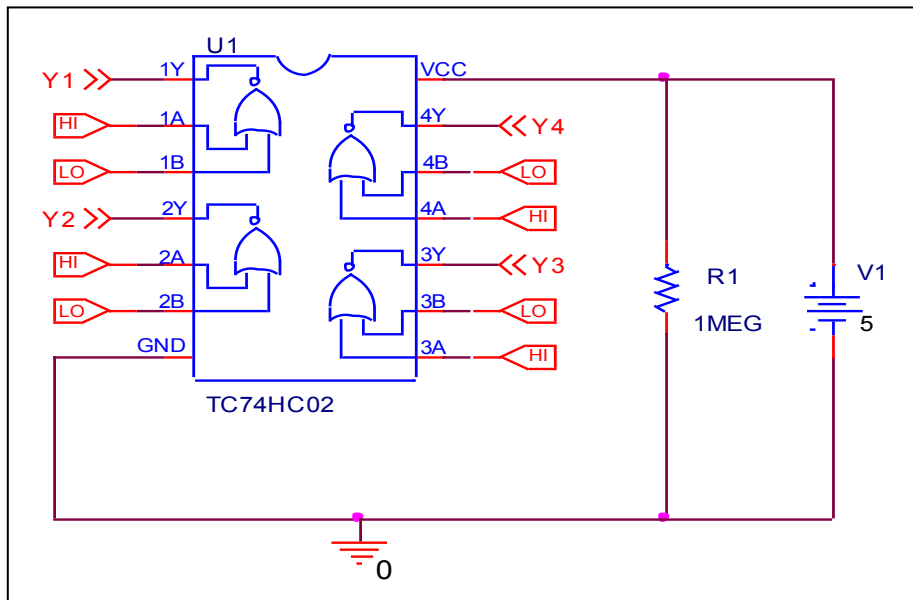 U1
Y1 1Y VCC
HI 1A 4Y Y4
LO 1B 4B LO
Y2 2Y 4A HI
HI 2A 3Y Y3
LO 2B 3B LO
GND 3A HI
R1 V1
1MEG 5
TC74HC02
0